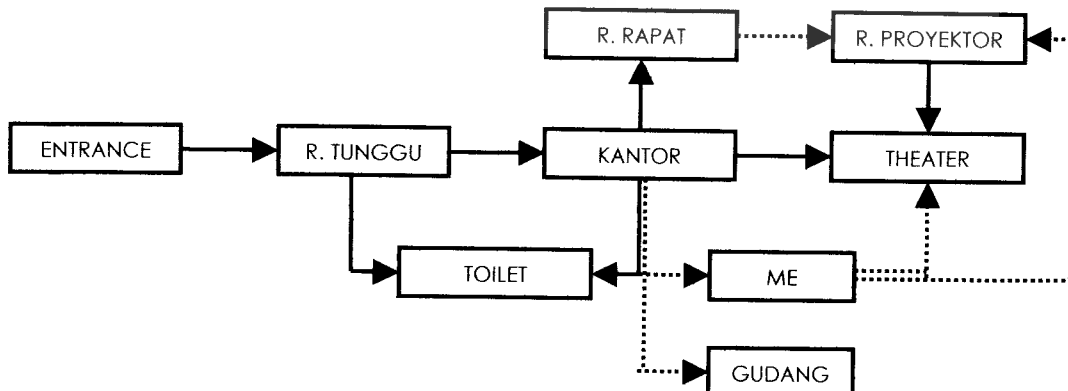 R. RAPAT
R. PROYEKTOR
ENTRANCE
R. TUNGGU
KANTOR
THEATER
TOILET
ME
GUDANG